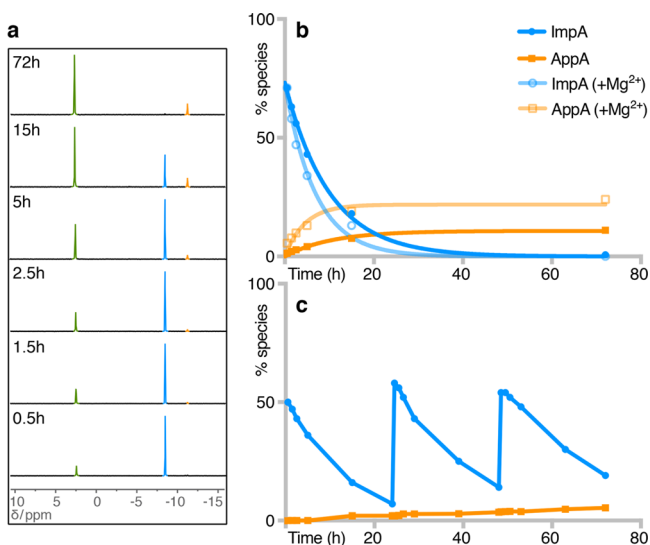 a
72h
15h
5h
2.5h
1.5h
0.5h
10 5 0 -5 -10 -15
δ/ppm
b
100
50
0
% species
Time (h) 20 40 60 80
ImpA
AppA
ImpA (+Mg²⁺)
AppA (+Mg²⁺)
c
100
50
0
% species
Time (h) 20 40 60 80